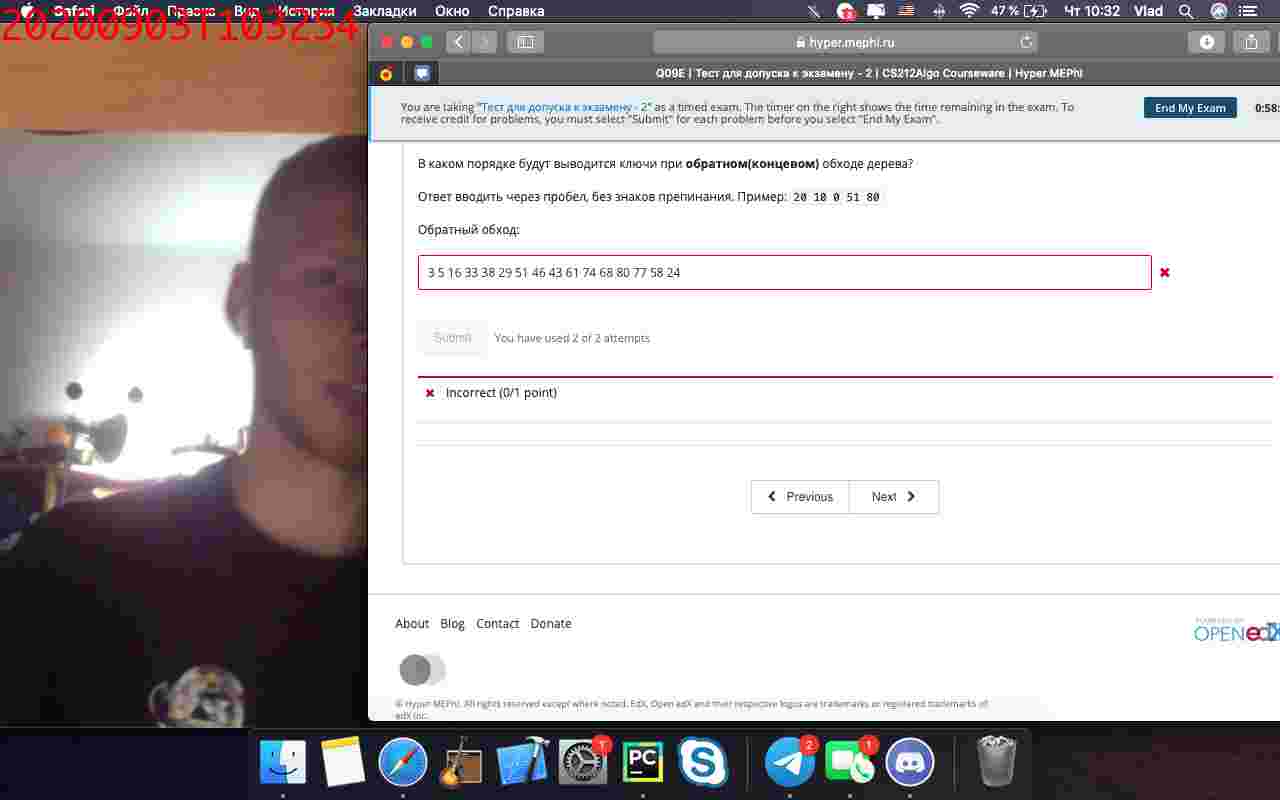 Safari Файл Правка Вид История Закладки Окно Справка 47 % Чт 10:32 Vlad
20200903T103254
hyper.mephi.ru
Q09E | Тест для допуска к экзамену - 2 | CS212Algo Courseware | Hyper.MEPhI
You are taking "Тест для допуска к экзамену - 2" as a timed exam. The timer on the right shows the time remaining in the exam. To
receive credit for problems, you must select "Submit" for each problem before you select "End My Exam".
End My Exam
0:58:
В каком порядке будут выводится ключи при обратном(концевом) обходе дерева?
Ответ вводить через пробел, без знаков препинания. Пример: 20 10 0 51 80
Обратный обход:
3 5 16 33 38 29 51 46 43 61 74 68 80 77 58 24
Submit You have used 2 of 2 attempts
Incorrect (0/1 point)
Previous Next
About Blog Contact Donate
POWERED BY
OPEN edX
© Hyper MEPhI. All rights reserved except where noted. EdX, Open edX and their respective logos are trademarks or registered trademarks of
edX Inc.
1 PC 2 1